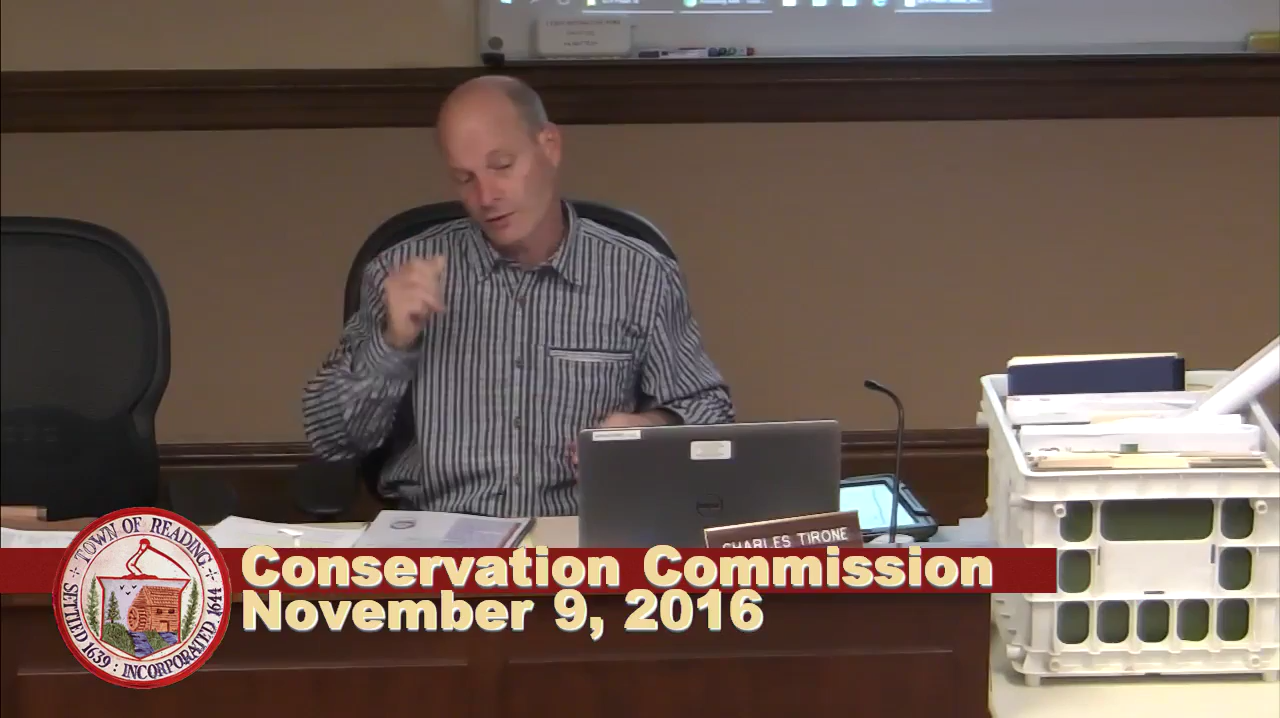 CHARLES TIRONE
Conservation Commission
November 9, 2016
TOWN OF READING
SETTLED 1639 : INCORPORATED 1644